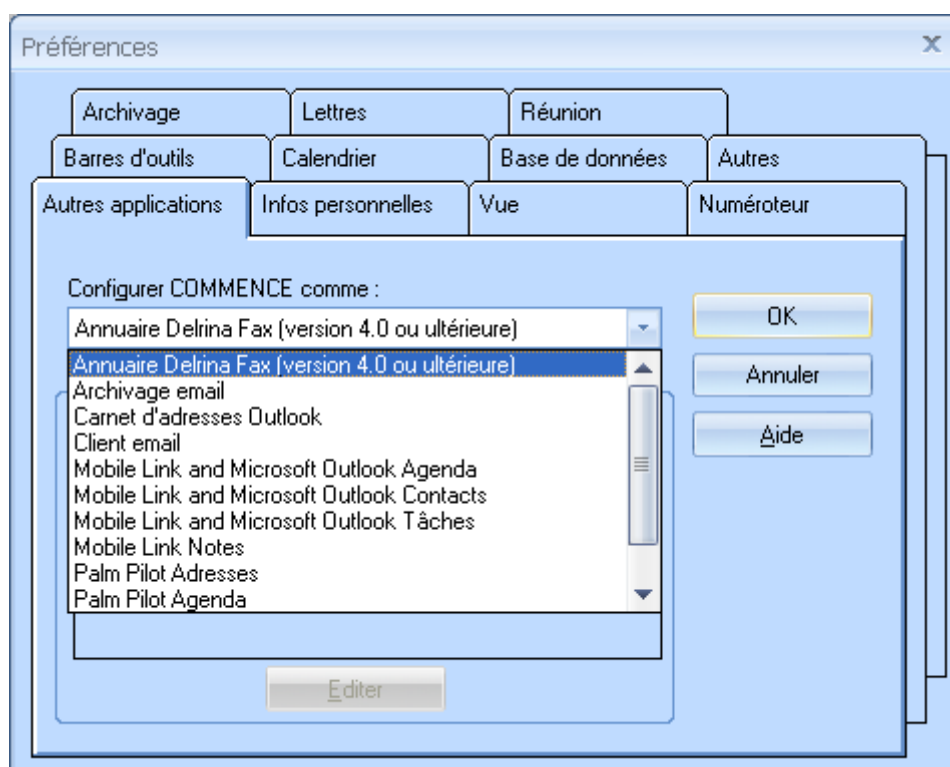 Préférences
Archivage Lettres Réunion
Barres d'outils Calendrier Base de données Autres
Autres applications Infos personnelles Vue Numéroteur
Configurer COMMENCE comme :
Annuaire Delrina Fax (version 4.0 ou ultérieure)
OK
Annuaire Delrina Fax (version 4.0 ou ultérieure)
Archivage email
Carnet d'adresses Outlook
Client email
Mobile Link and Microsoft Outlook Agenda
Mobile Link and Microsoft Outlook Contacts
Mobile Link and Microsoft Outlook Tâches
Mobile Link Notes
Palm Pilot Adresses
Palm Pilot Agenda
Annuler
Aide
Editer